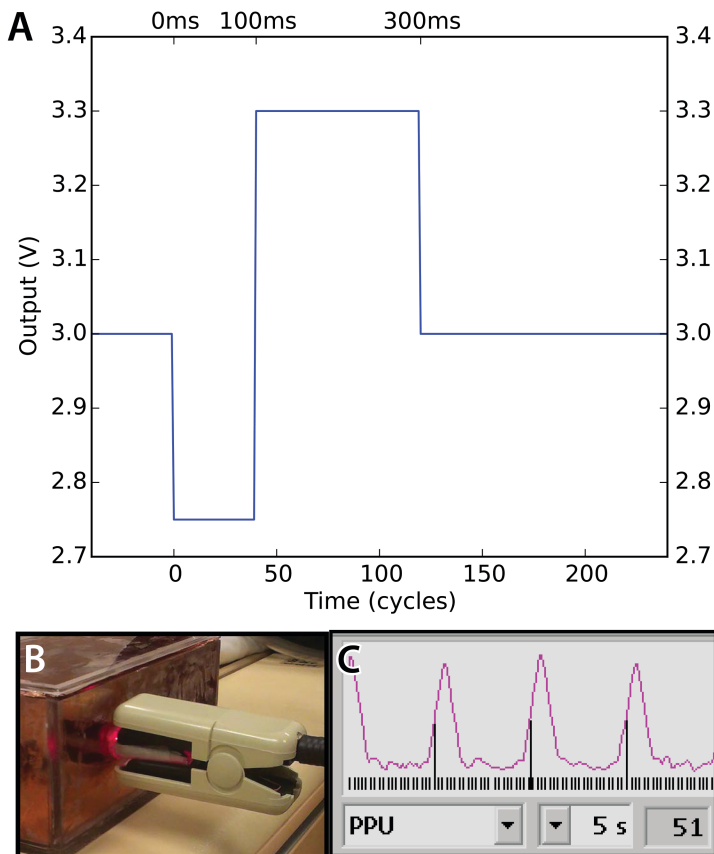 A
0ms 100ms 300ms
3.4 3.4
3.3 3.3
3.2 3.2
3.1 3.1
3.0 3.0
2.9 2.9
2.8 2.8
2.7 2.7
Output (V)
0 50 100 150 200
Time (cycles)
B
C
PPU 5 s 51